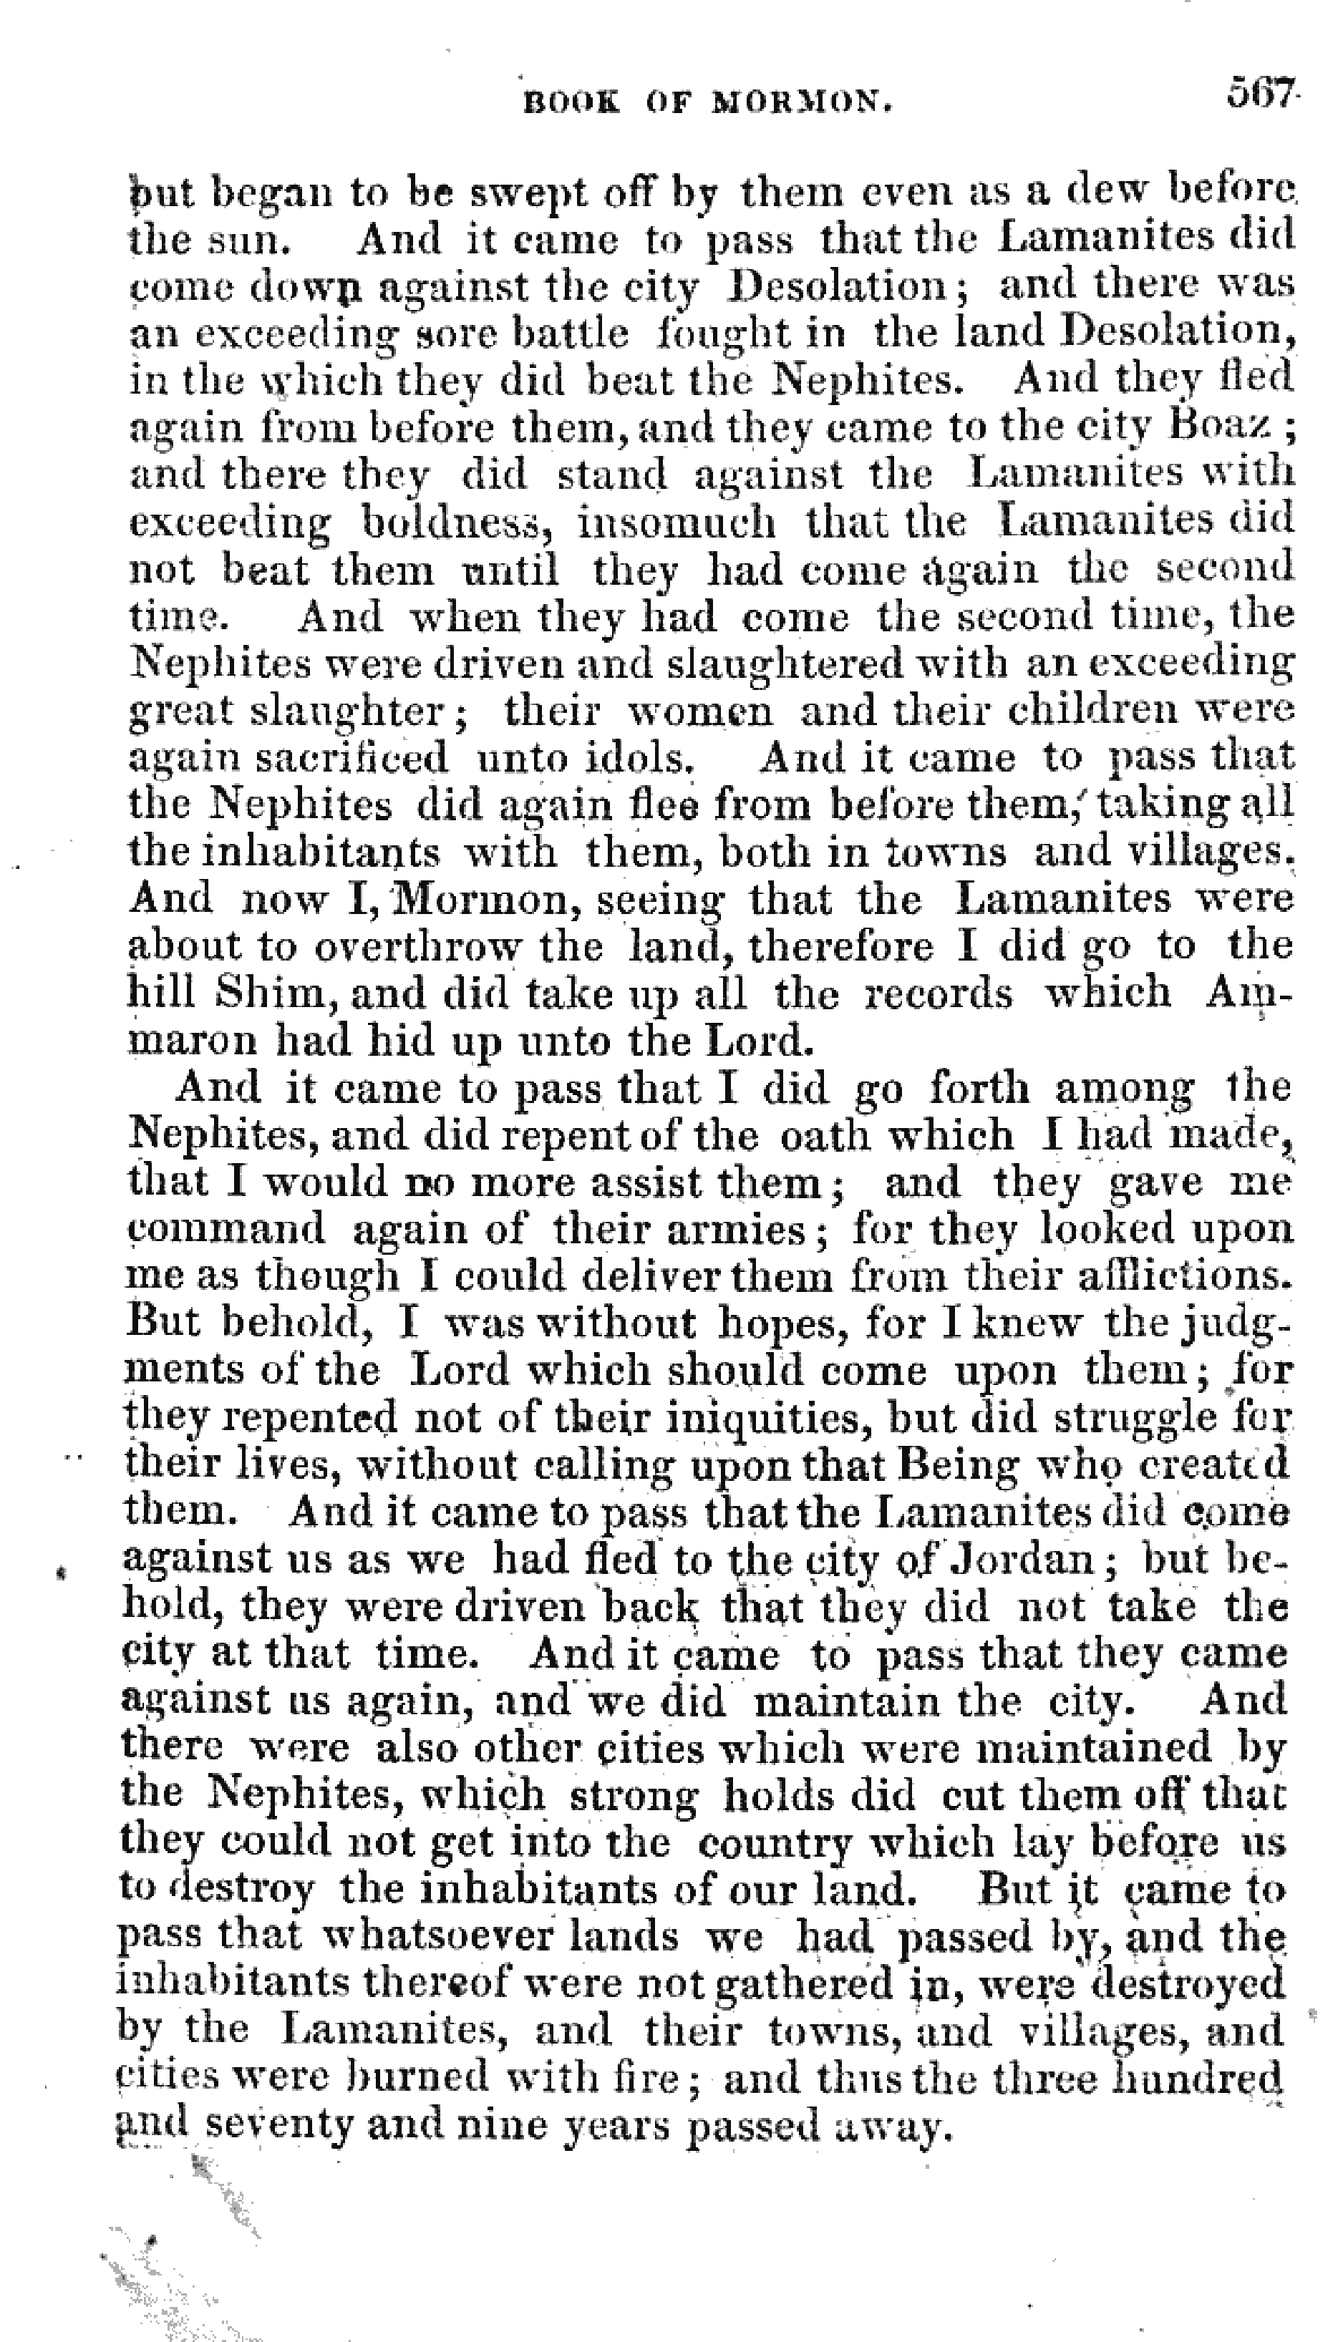 BOOK OF MORMON. 567
but began to be swept off by them even as a dew before
the sun. And it came to pass that the Lamanites did
come down against the city Desolation; and there was
an exceeding sore battle fought in the land Desolation,
in the which they did beat the Nephites. And they fled
again from before them, and they came to the city Boaz;
and there they did stand against the Lamanites with
exceeding boldness, insomuch that the Lamanites did
not beat them until they had come again the second
time. And when they had come the second time, the
Nephites were driven and slaughtered with an exceeding
great slaughter; their women and their children were
again sacrificed unto idols. And it came to pass that
the Nephites did again flee from before them, taking all
the inhabitants with them, both in towns and villages.
And now I, Mormon, seeing that the Lamanites were
about to overthrow the land, therefore I did go to the
hill Shim, and did take up all the records which Am-
maron had hid up unto the Lord.
And it came to pass that I did go forth among the
Nephites, and did repent of the oath which I had made,
that I would no more assist them; and they gave me
command again of their armies; for they looked upon
me as though I could deliver them from their afflictions.
But behold, I was without hopes, for I knew the judg-
ments of the Lord which should come upon them; for
they repented not of their iniquities, but did struggle for
their lives, without calling upon that Being who created
them. And it came to pass that the Lamanites did come
against us as we had fled to the city of Jordan; but be-
hold, they were driven back that they did not take the
city at that time. And it came to pass that they came
against us again, and we did maintain the city. And
there were also other cities which were maintained by
the Nephites, which strong holds did cut them off that
they could not get into the country which lay before us
to destroy the inhabitants of our land. But it came to
pass that whatsoever lands we had passed by, and the
inhabitants thereof were not gathered in, were destroyed
by the Lamanites, and their towns, and villages, and
cities were burned with fire; and thus the three hundred
and seventy and nine years passed away.